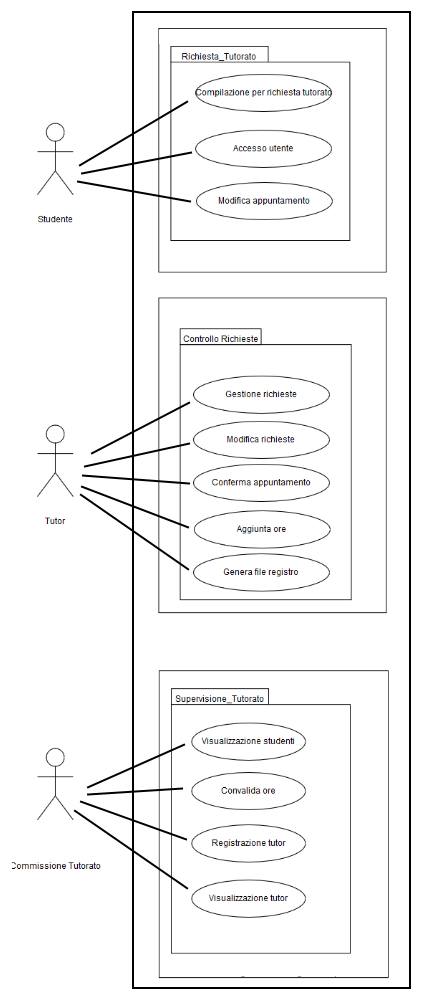 Richiesta_Tutorato
Compilazione per richiesta tutorato
Accesso utente
Modifica appuntamento
Studente
Controllo Richieste
Gestione richieste
Modifica richieste
Conferma appuntamento
Aggiunta ore
Genera file registro
Tutor
Supervisione_Tutorato
Visualizzazione studenti
Convalida ore
Registrazione tutor
Visualizzazione tutor
Commissione Tutorato